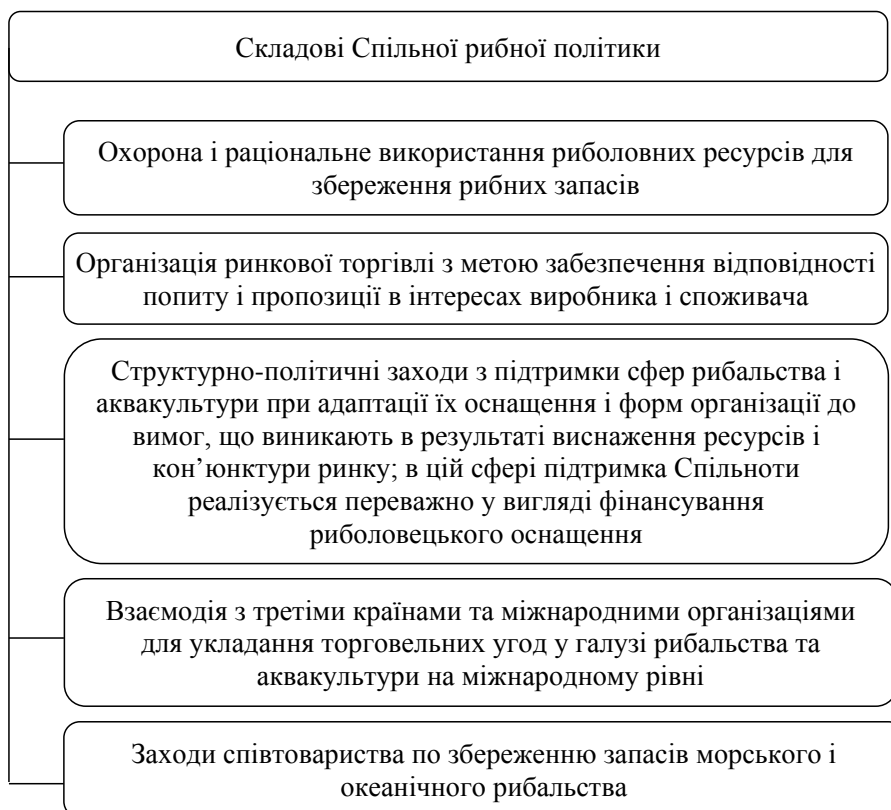 Складові Спільної рибної політики
Охорона і раціональне використання риболовних ресурсів для
збереження рибних запасів
Організація ринкової торгівлі з метою забезпечення відповідності
попиту і пропозиції в інтересах виробника і споживача
Структурно-політичні заходи з підтримки сфер рибальства і
аквакультури при адаптації їх оснащення і форм організації до
вимог, що виникають в результаті виснаження ресурсів і
кон’юнктури ринку; в цій сфері підтримка Спільноти
реалізується переважно у вигляді фінансування
риболовецького оснащення
Взаємодія з третіми країнами та міжнародними організаціями
для укладання торговельних угод у галузі рибальства та
аквакультури на міжнародному рівні
Заходи співтовариства по збереженню запасів морського і
океанічного рибальства